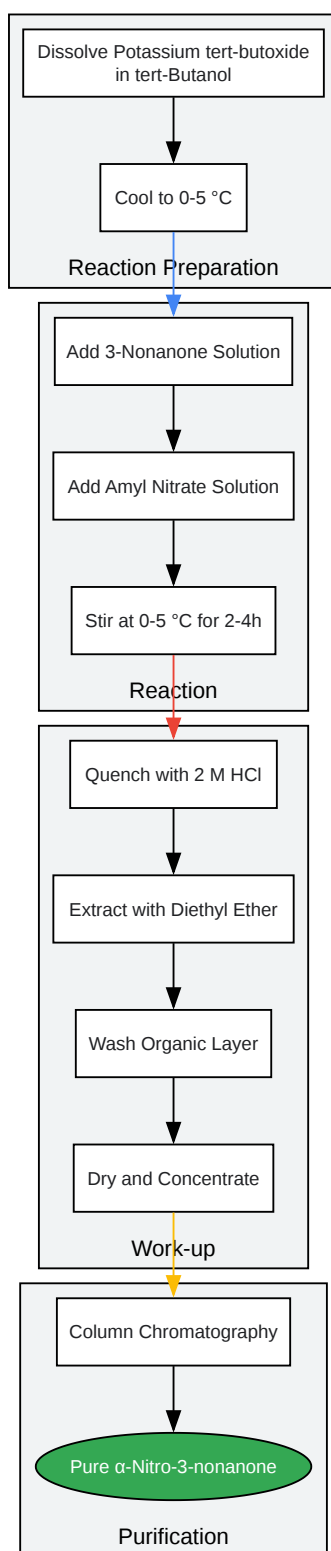 Dissolve Potassium tert-butoxide
in tert-Butanol
Cool to 0-5 °C
Reaction Preparation
Add 3-Nonanone Solution
Add Amyl Nitrate Solution
Stir at 0-5 °C for 2-4h
Reaction
Quench with 2 M HCl
Extract with Diethyl Ether
Wash Organic Layer
Dry and Concentrate
Work-up
Column Chromatography
Pure α-Nitro-3-nonanone
Purification